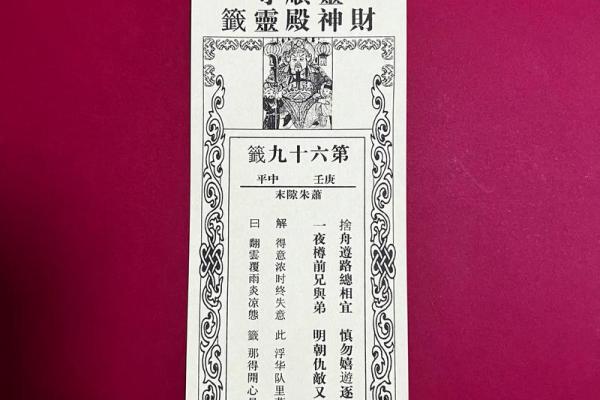 財神殿靈籤
第六十九籤
庚壬 中平
蕭朱隙末
捨舟遵路總相宜 慎勿嬉遊逐
一夜樽前兄與弟 明朝仇敵又
解 得意浓时终失意 此 浮华队里
曰 翻雲覆雨炎凉態 籤 那得開心